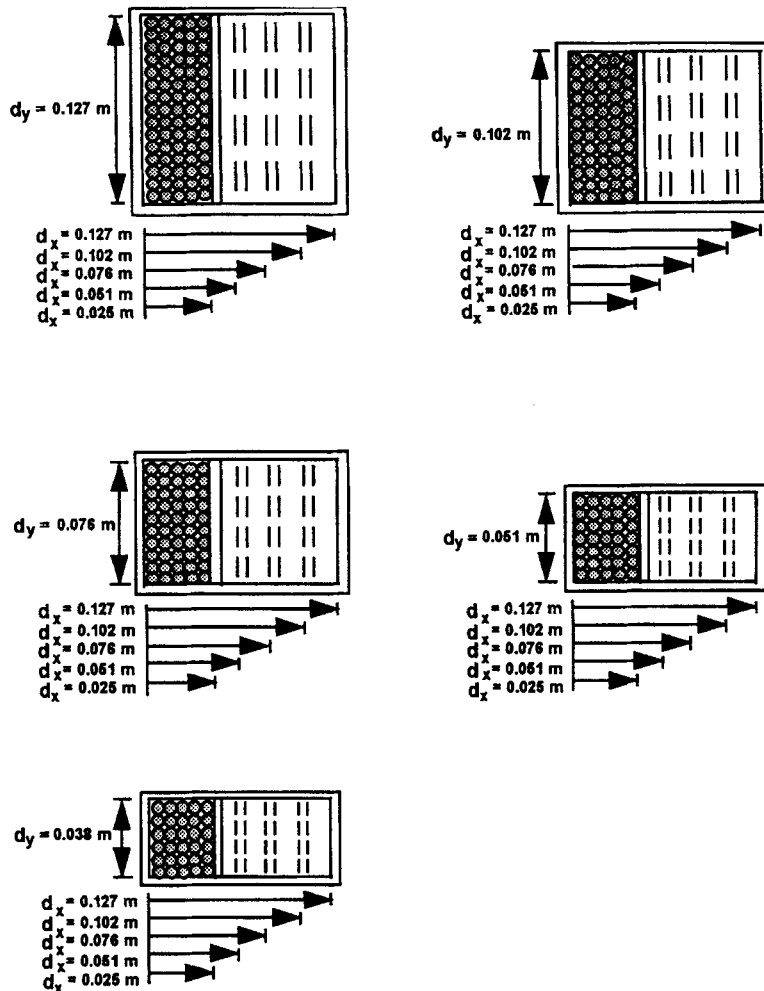 dy = 0.127 m
dx = 0.127 m
dx = 0.102 m
dx = 0.076 m
dx = 0.051 m
dx = 0.025 m
dy = 0.102 m
dx = 0.127 m
dx = 0.102 m
dx = 0.076 m
dx = 0.051 m
dx = 0.025 m
dy = 0.076 m
dx = 0.127 m
dx = 0.102 m
dx = 0.076 m
dx = 0.051 m
dx = 0.025 m
dy = 0.051 m
dx = 0.127 m
dx = 0.102 m
dx = 0.076 m
dx = 0.051 m
dx = 0.025 m
dy = 0.038 m
dx = 0.127 m
dx = 0.102 m
dx = 0.076 m
dx = 0.051 m
dx = 0.025 m